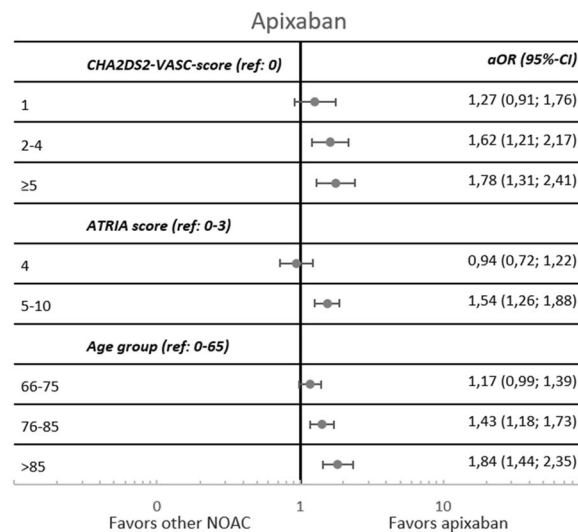 Apixaban
CHA2DS2-VASC-score (ref: 0) aOR (95%-CI)
1 1,27 (0,91; 1,76)
2-4 1,62 (1,21; 2,17)
≥5 1,78 (1,31; 2,41)
ATRIA score (ref: 0-3)
4 0,94 (0,72; 1,22)
5-10 1,54 (1,26; 1,88)
Age group (ref: 0-65)
66-75 1,17 (0,99; 1,39)
76-85 1,43 (1,18; 1,73)
>85 1,84 (1,44; 2,35)
0 1 10
Favors other NOAC Favors apixaban